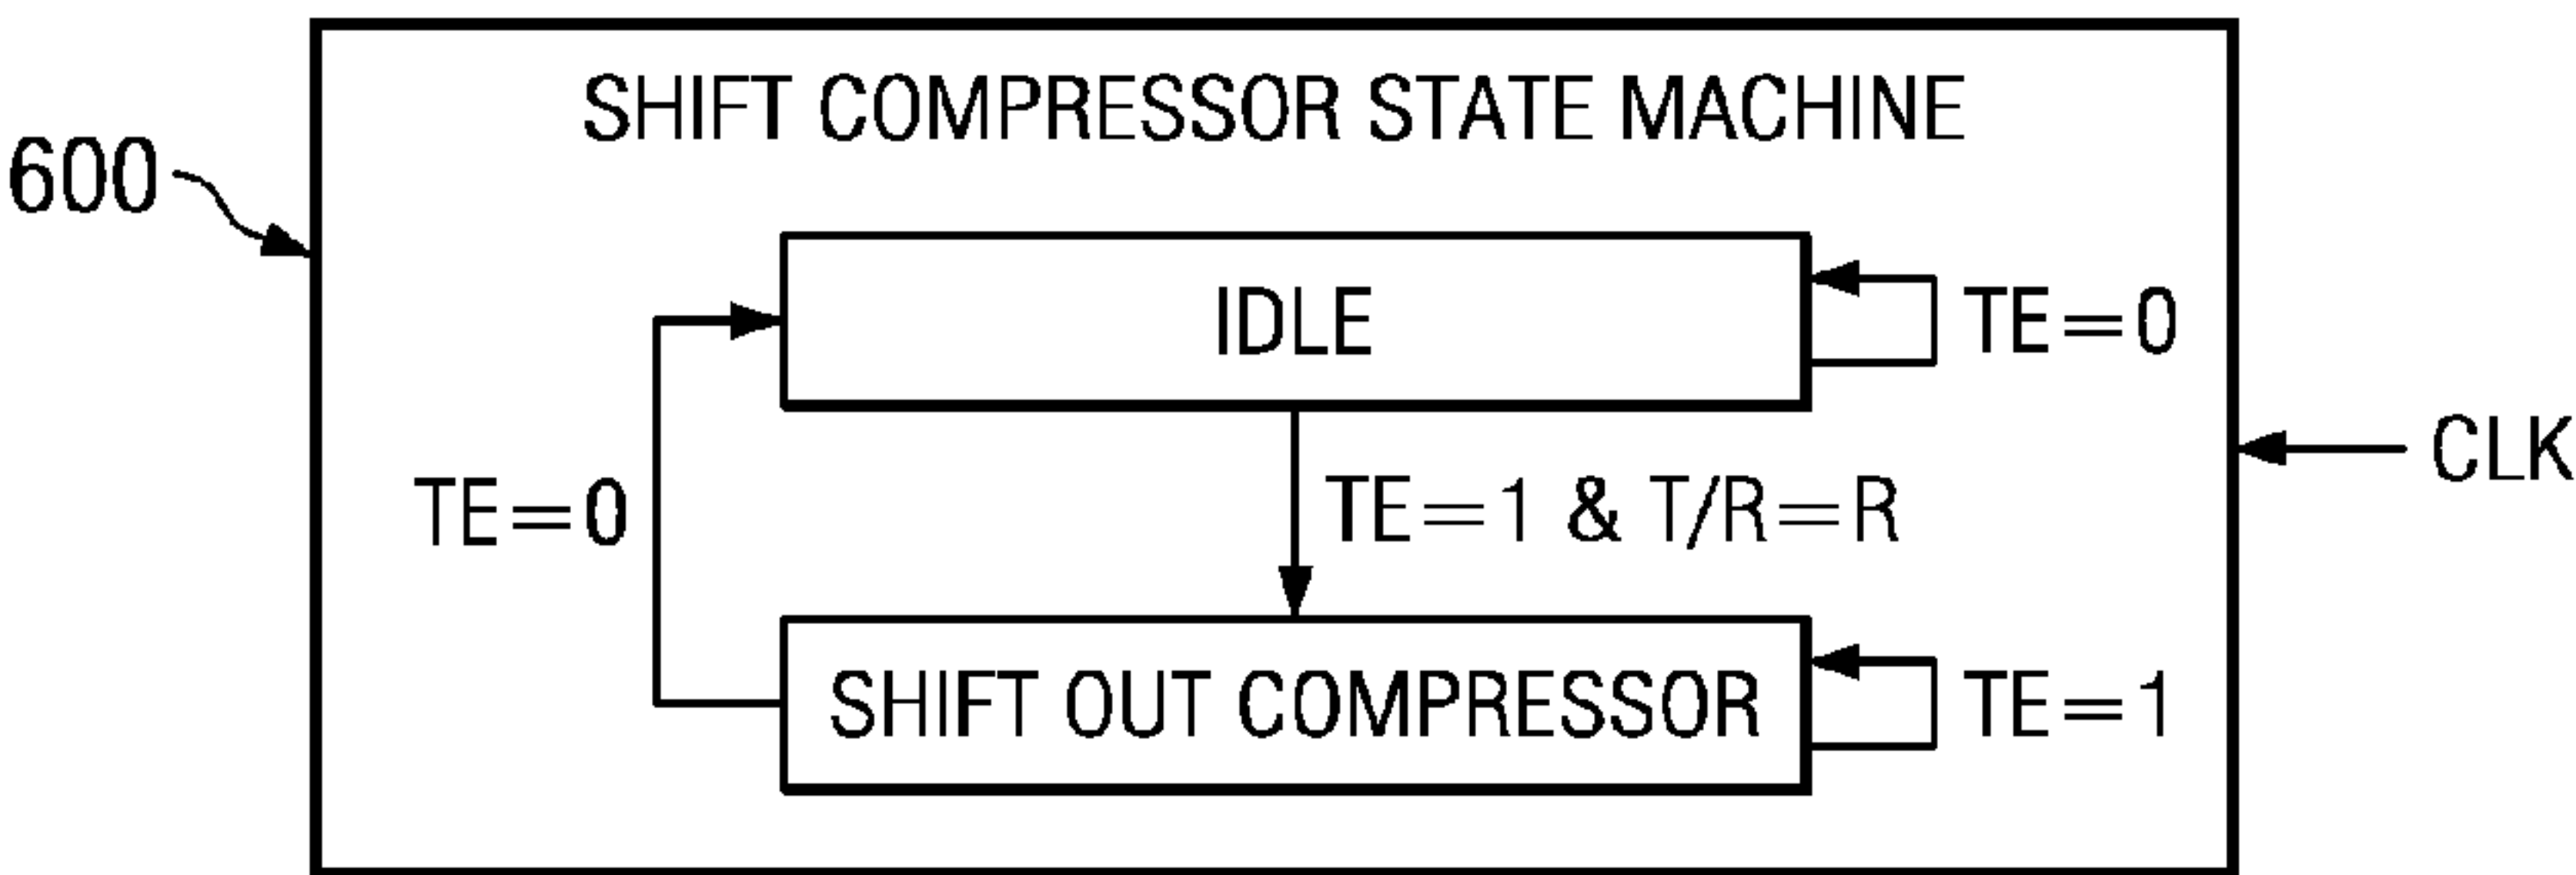 SHIFT COMPRESSOR STATE MACHINE
600
IDLE
TE=0
CLK
TE=0
TE=1 & T/R=R
SHIFT OUT COMPRESSOR
TE=1